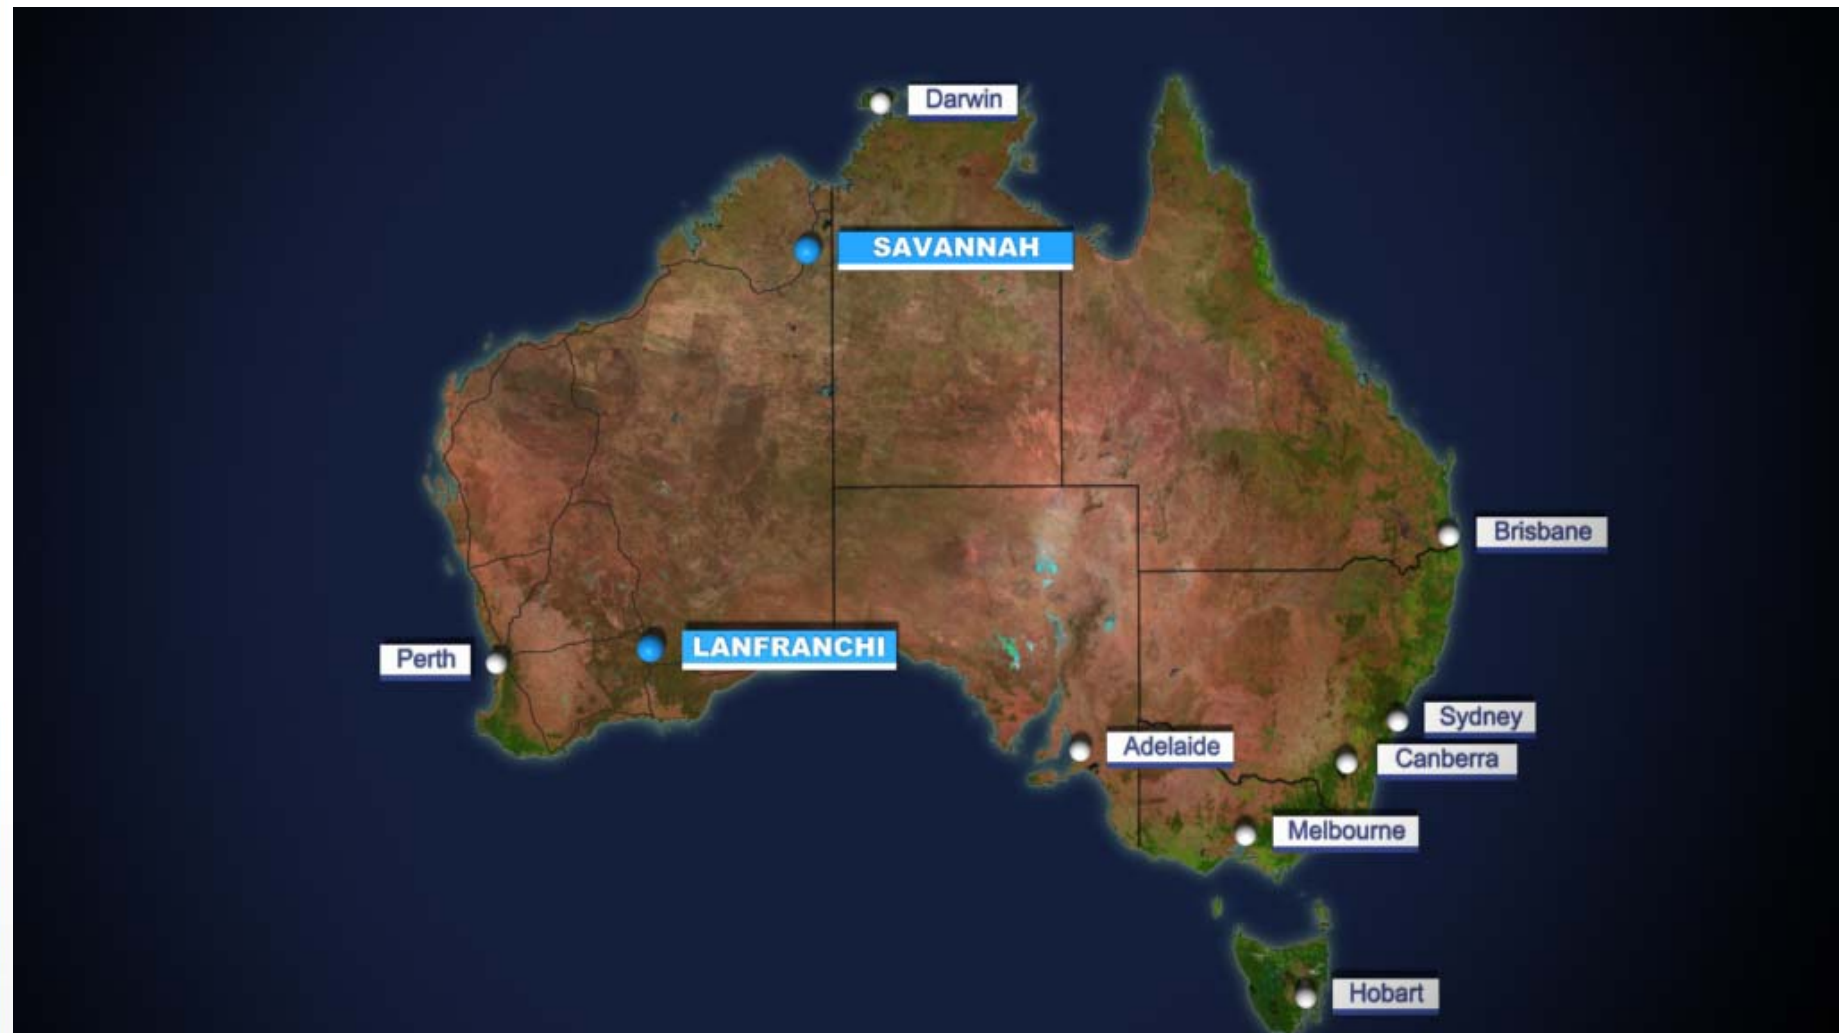 Darwin
SAVANNAH
Brisbane
LANFRANCHI
Perth
Sydney
Adelaide
Canberra
Melbourne
Hobart